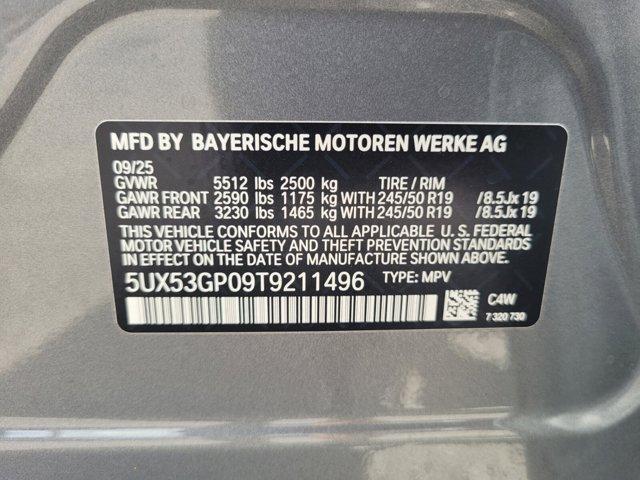 MFD BY BAYERISCHE MOTOREN WERKE AG
09/25
GVWR 5512 lbs 2500 kg TIRE / RIM
GAWR FRONT 2590 lbs 1175 kg WITH 245/50 R19 /8.5Jx19
GAWR REAR 3230 lbs 1465 kg WITH 245/50 R19 /8.5Jx19
THIS VEHICLE CONFORMS TO ALL APPLICABLE U. S. FEDERAL
MOTOR VEHICLE SAFETY AND THEFT PREVENTION STANDARDS
IN EFFECT ON THE DATE OF MANUFACTURE SHOWN ABOVE.
5UX53GP09T9211496 TYPE: MPV
C4W
7 320 730